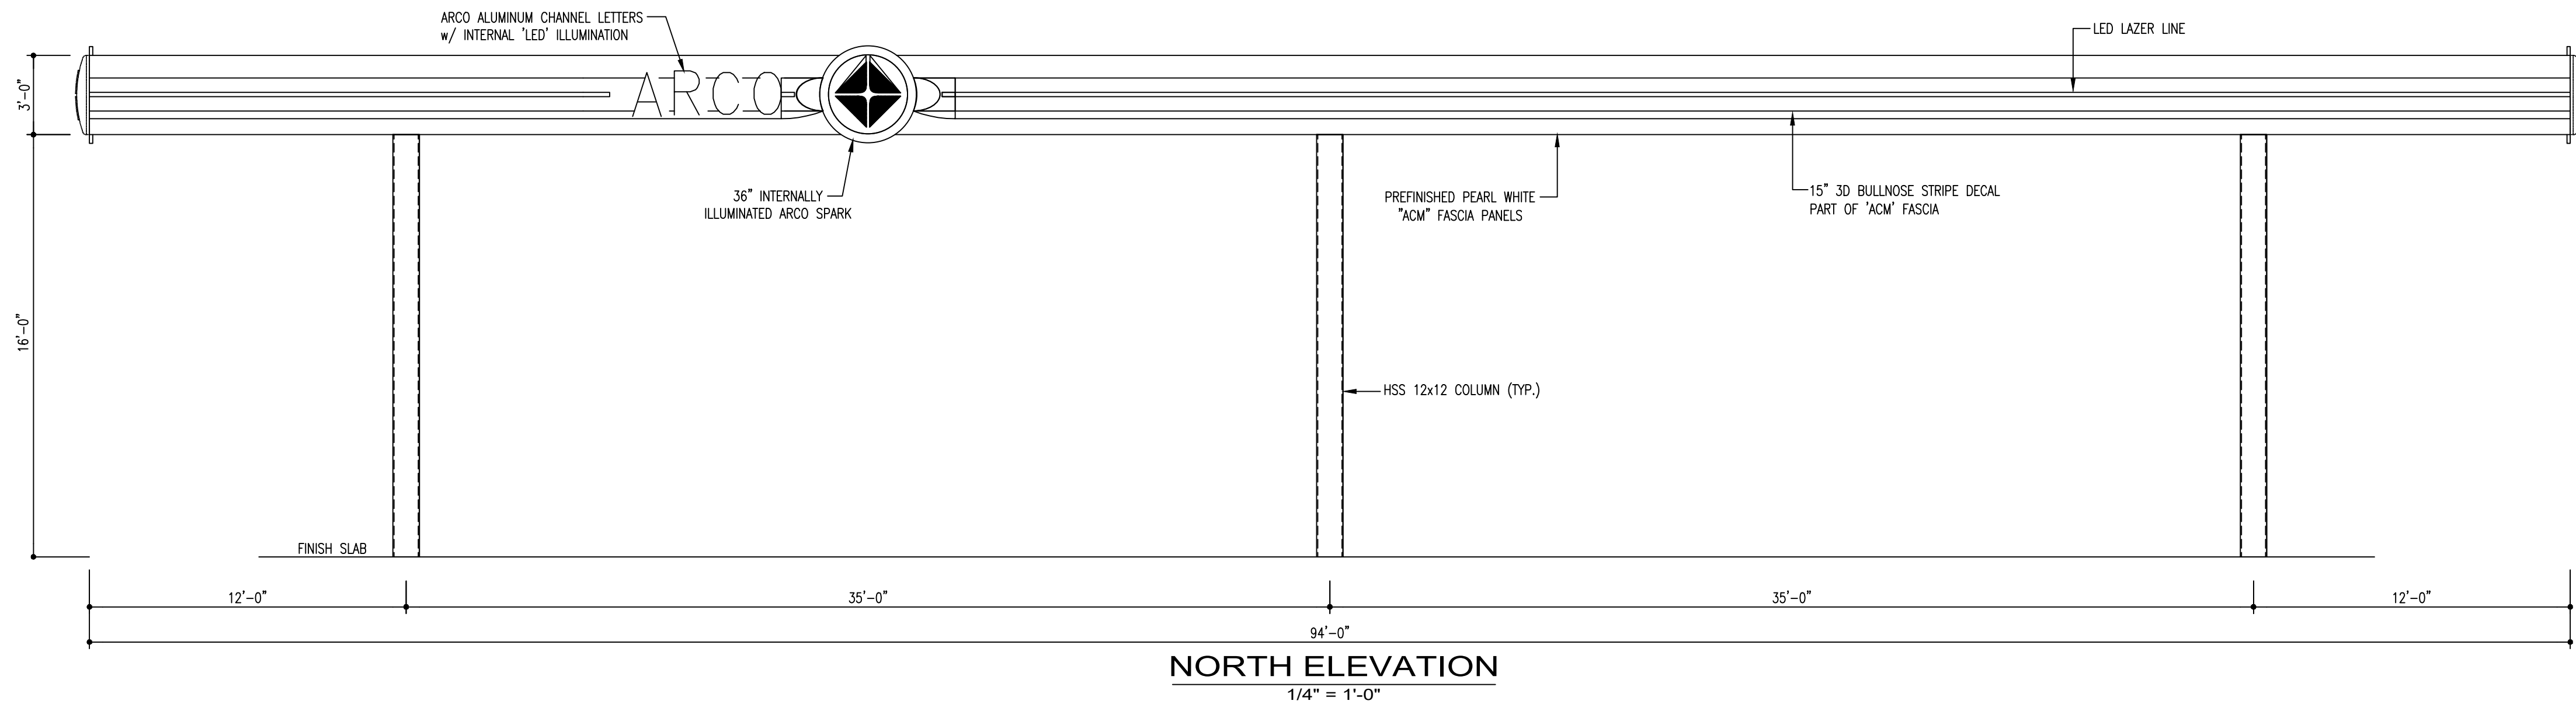 ARCO ALUMINUM CHANNEL LETTERS
w/ INTERNAL 'LED' ILLUMINATION
LED LAZER LINE
3'-0"
ARCO
36" INTERNALLY
ILLUMINATED ARCO SPARK
PREFINISHED PEARL WHITE
"ACM" FASCIA PANELS
15" 3D BULLNOSE STRIPE DECAL
PART OF 'ACM' FASCIA
16'-0"
HSS 12x12 COLUMN (TYP.)
FINISH SLAB
12'-0"
35'-0"
35'-0"
12'-0"
94'-0"
NORTH ELEVATION
1/4" = 1'-0"